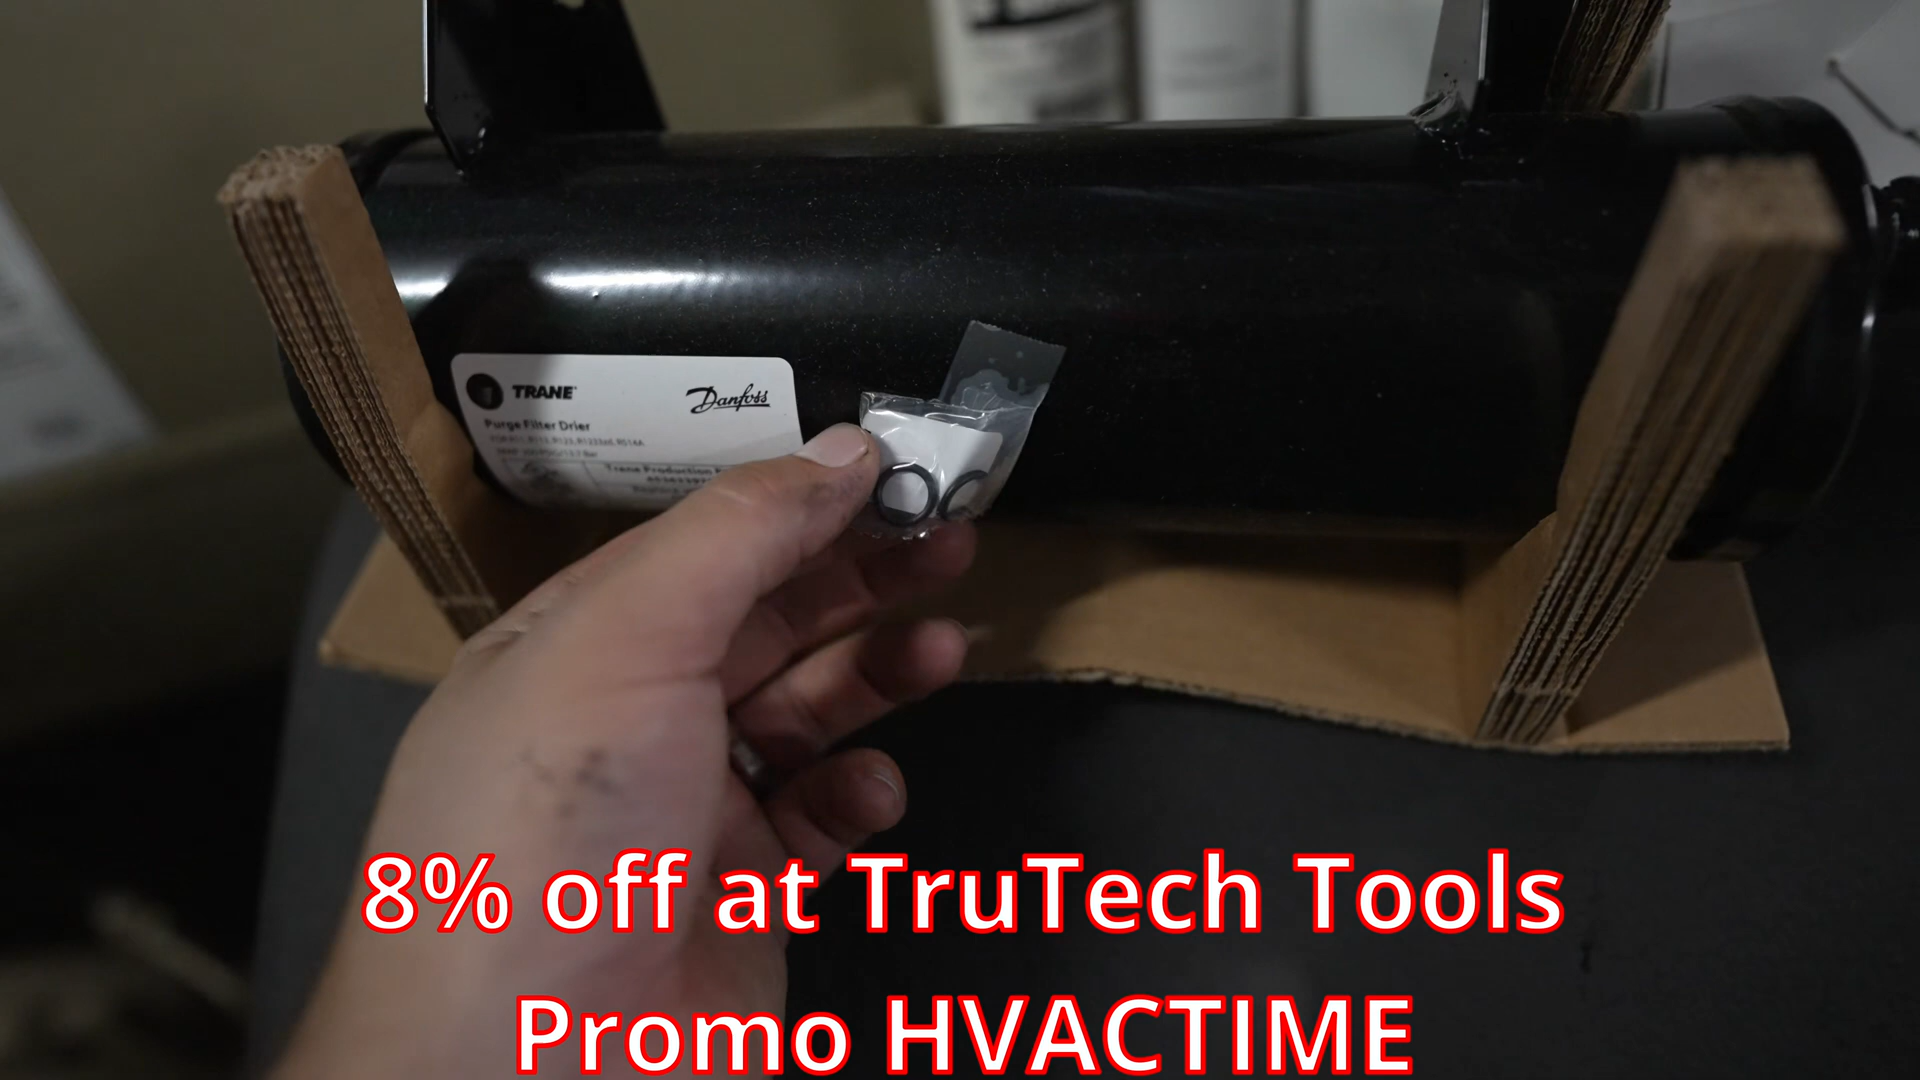 TRANE
Danfoss
Purge Filter Drier
Trane Production
8% off at TruTech Tools
Promo HVACTIME